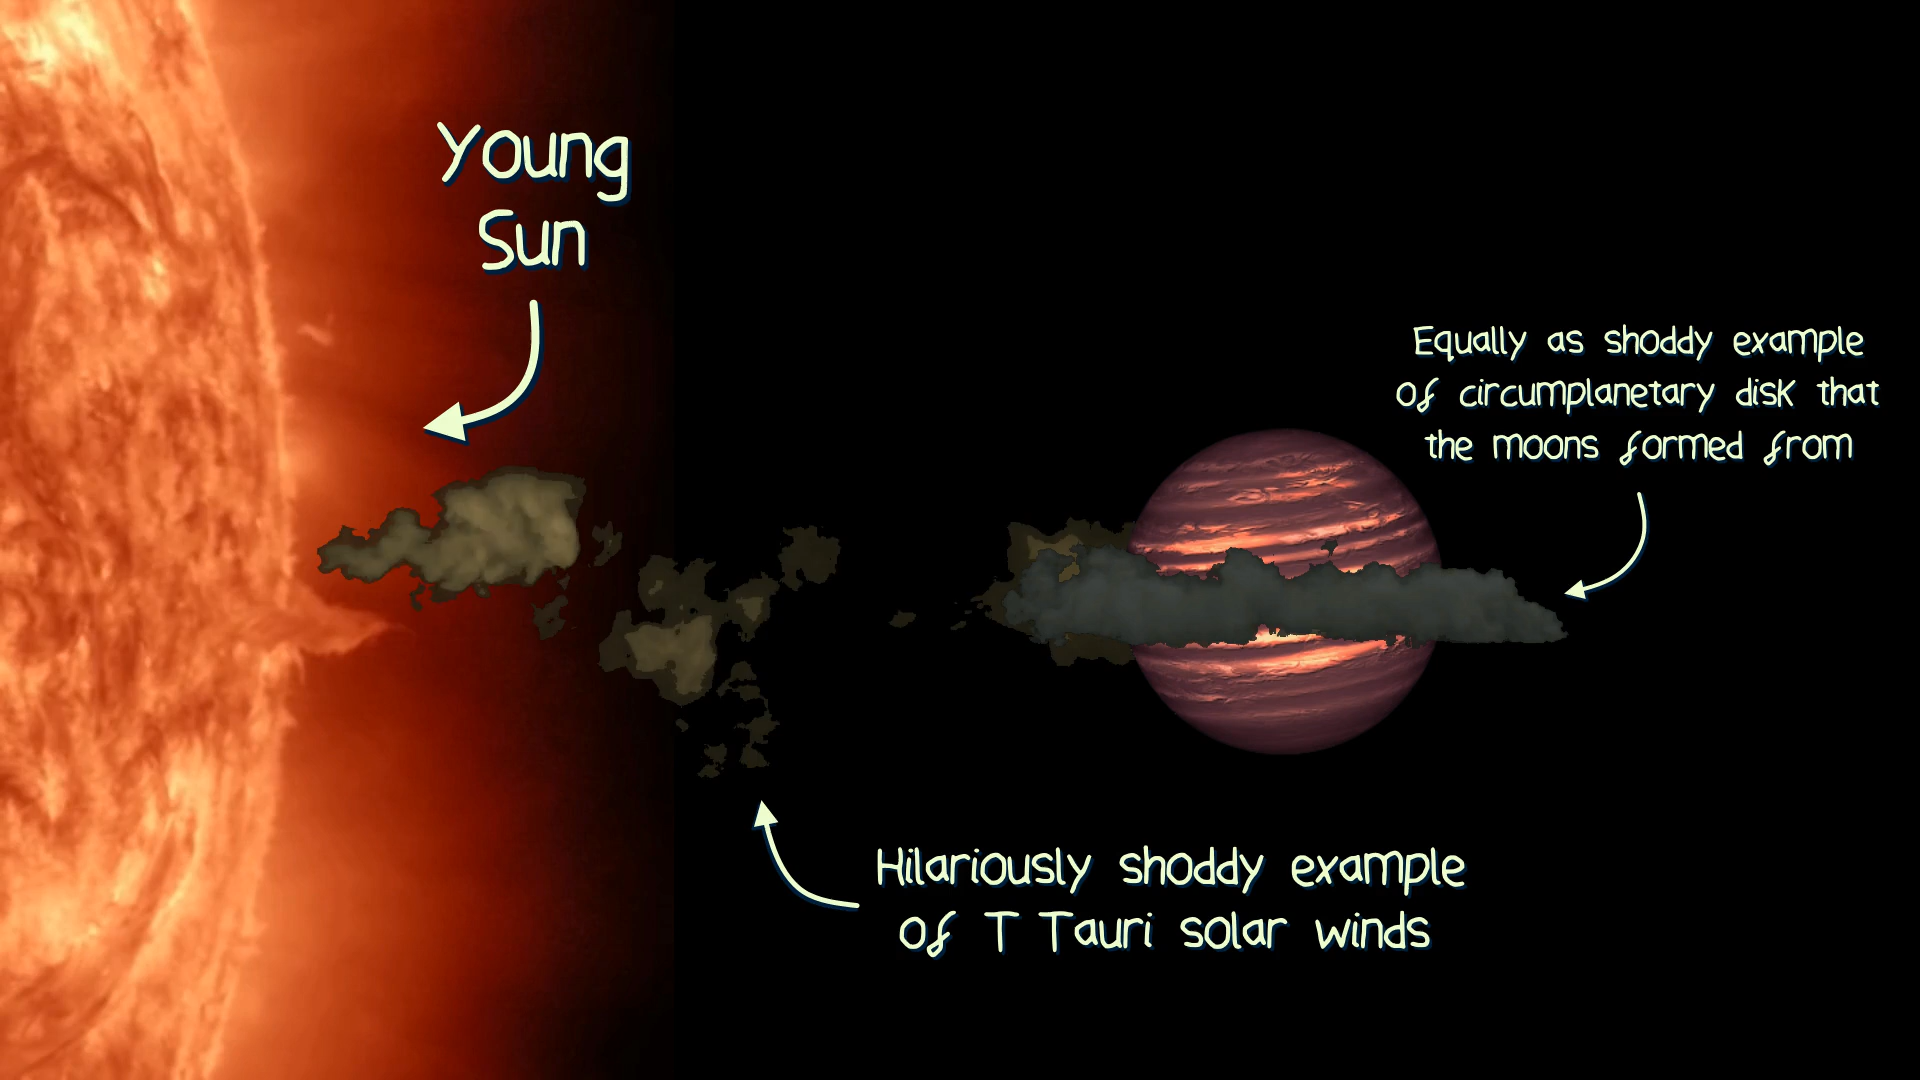 Young
Sun
Equally as shoddy example
of circumplanetary disk that
the moons formed from
Hilariously shoddy example
of T Tauri solar winds